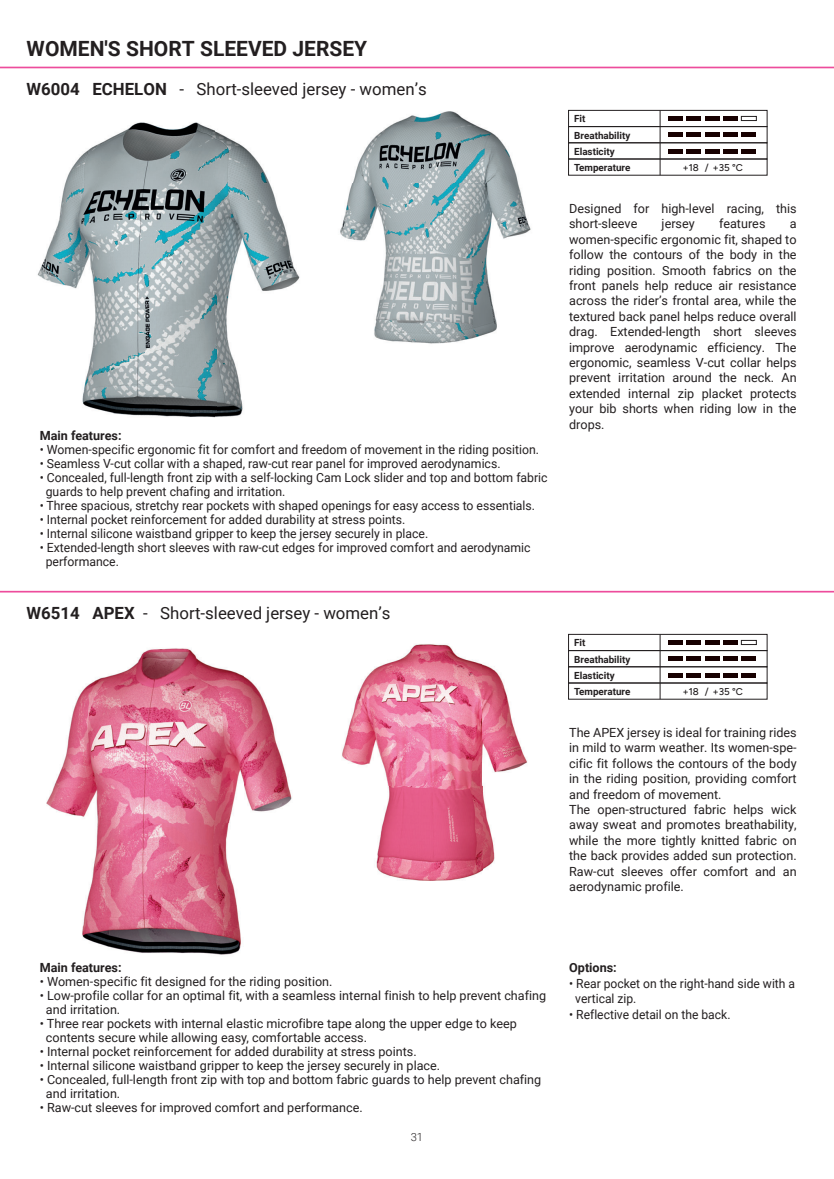 WOMEN'S SHORT SLEEVED JERSEY
W6004 ECHELON - Short-sleeved jersey - women’s
ECHELON
RACEPROVEN
ENGAGE POWER
ECHELON
RACEPROVEN
ECHELON
RACEPROVEN
Fit
Breathability
Elasticity
Temperature +18 / +35 °C
Designed for high-level racing, this
short-sleeve jersey features a
women-specific ergonomic fit, shaped to
follow the contours of the body in the
riding position. Smooth fabrics on the
front panels help reduce air resistance
across the rider’s frontal area, while the
textured back panel helps reduce overall
drag. Extended-length short sleeves
improve aerodynamic efficiency. The
ergonomic, seamless V-cut collar helps
prevent irritation around the neck. An
extended internal zip placket protects
your bib shorts when riding low in the
drops.
Main features:
• Women-specific ergonomic fit for comfort and freedom of movement in the riding position.
• Seamless V-cut collar with a shaped, raw-cut rear panel for improved aerodynamics.
• Concealed, full-length front zip with a self-locking Cam Lock slider and top and bottom fabric
guards to help prevent chafing and irritation.
• Three spacious, stretchy rear pockets with shaped openings for easy access to essentials.
• Internal pocket reinforcement for added durability at stress points.
• Internal silicone waistband gripper to keep the jersey securely in place.
• Extended-length short sleeves with raw-cut edges for improved comfort and aerodynamic
performance.
W6514 APEX - Short-sleeved jersey - women’s
APEX
APEX
Fit
Breathability
Elasticity
Temperature +18 / +35 °C
The APEX jersey is ideal for training rides
in mild to warm weather. Its women-spe-
cific fit follows the contours of the body
in the riding position, providing comfort
and freedom of movement.
The open-structured fabric helps wick
away sweat and promotes breathability,
while the more tightly knitted fabric on
the back provides added sun protection.
Raw-cut sleeves offer comfort and an
aerodynamic profile.
Main features:
• Women-specific fit designed for the riding position.
• Low-profile collar for an optimal fit, with a seamless internal finish to help prevent chafing
and irritation.
• Three rear pockets with internal elastic microfibre tape along the upper edge to keep
contents secure while allowing easy, comfortable access.
• Internal pocket reinforcement for added durability at stress points.
• Internal silicone waistband gripper to keep the jersey securely in place.
• Concealed, full-length front zip with top and bottom fabric guards to help prevent chafing
and irritation.
• Raw-cut sleeves for improved comfort and performance.
Options:
• Rear pocket on the right-hand side with a
vertical zip.
• Reflective detail on the back.
31